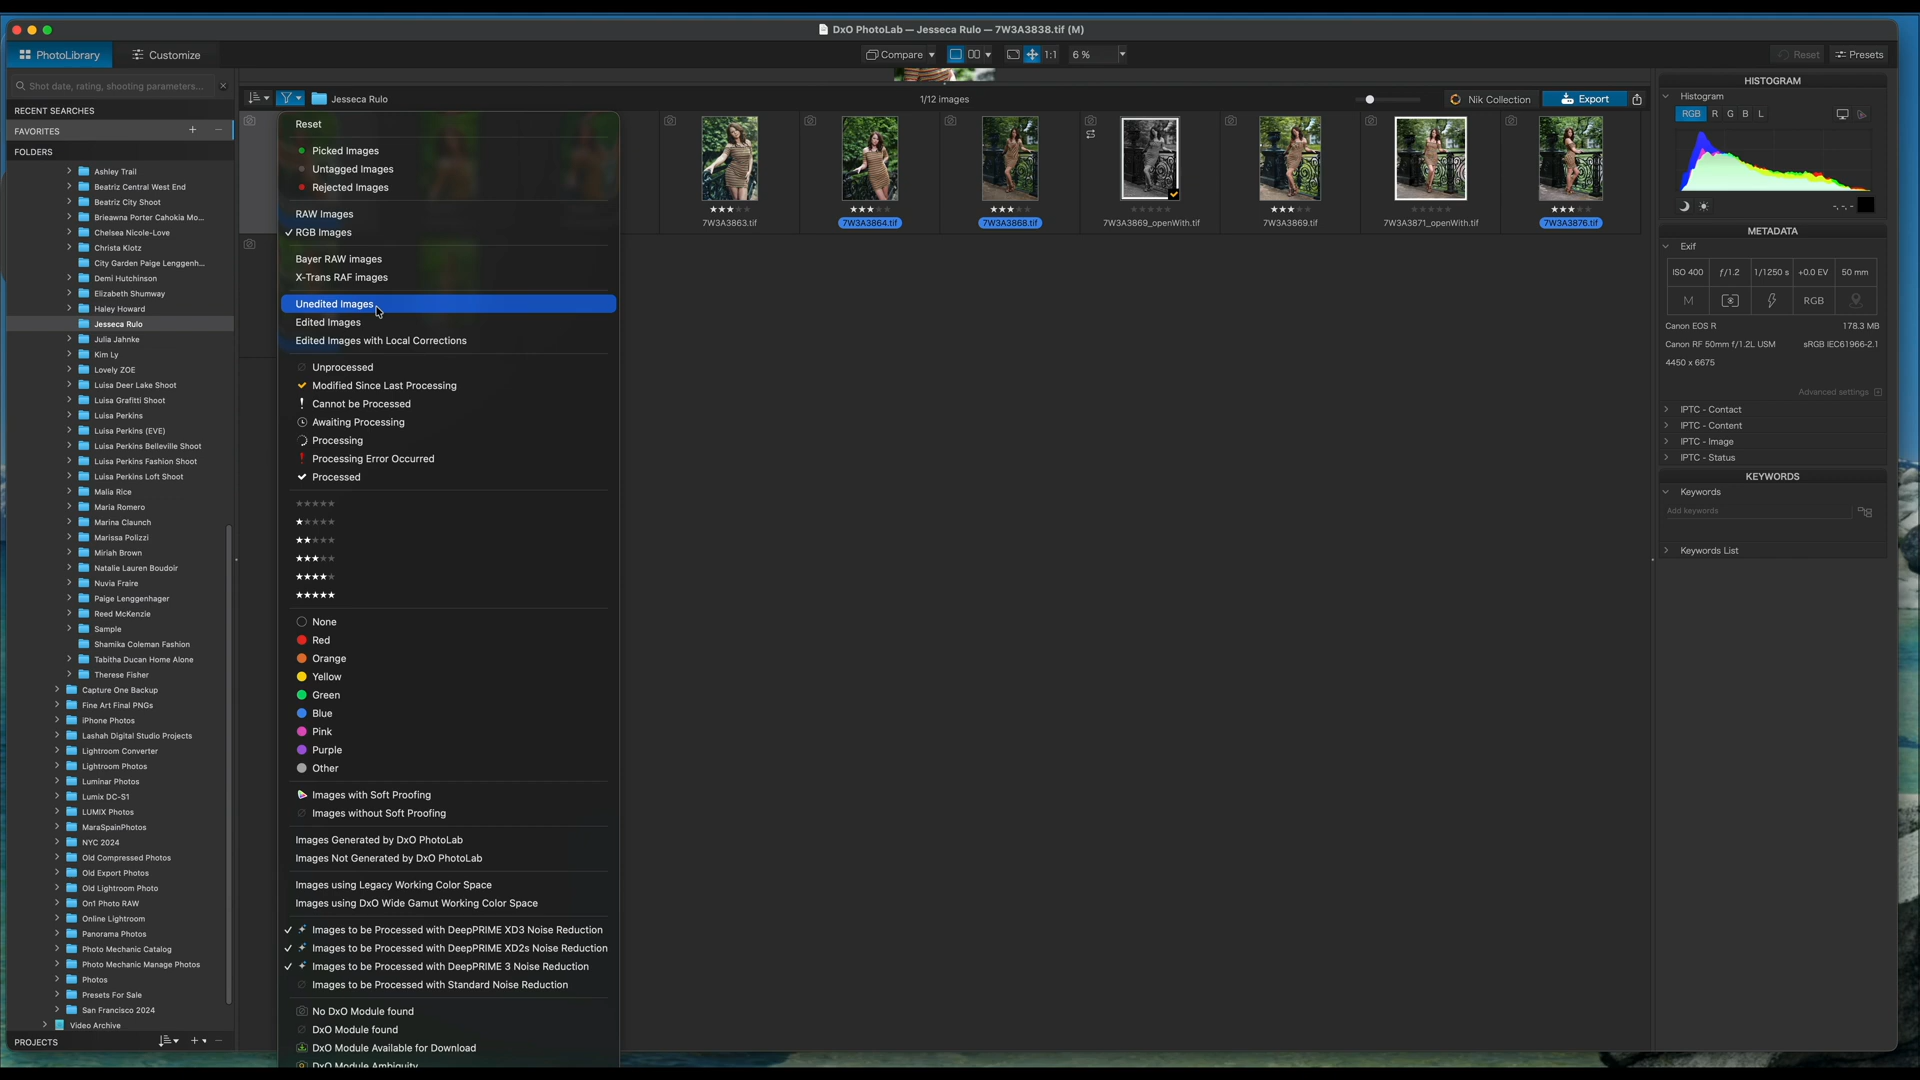 DxO PhotoLab — Jesseca Rulo — 7W3A3838.tif (M)
PhotoLibrary
Customize
Compare
1:1
6 %
Reset
Presets
Shot date, rating, shooting parameters...
RECENT SEARCHES
FAVORITES
FOLDERS
Ashley Trail
Beatriz Central West End
Beatriz City Shoot
Brieawna Porter Cahokia Mo...
Chelsea Nicole-Love
Christa Klotz
City Garden Paige Lenggenh...
Demi Hutchinson
Elizabeth Shumway
Haley Howard
Jesseca Rulo
Julia Jahnke
Kim Ly
Lovely ZOE
Luisa Deer Lake Shoot
Luisa Grafitti Shoot
Luisa Perkins
Luisa Perkins (EVE)
Luisa Perkins Belleville Shoot
Luisa Perkins Fashion Shoot
Luisa Perkins Loft Shoot
Malia Rice
Maria Romero
Marina Claunch
Marissa Polizzi
Miriah Brown
Natalie Lauren Boudoir
Nuvia Fraire
Paige Lenggenhager
Reed McKenzie
Sample
Shamika Coleman Fashion
Tabitha Ducan Home Alone
Therese Fisher
Capture One Backup
Fine Art Final PNGs
iPhone Photos
Lashah Digital Studio Projects
Lightroom Converter
Lightroom Photos
Luminar Photos
Lumix DC-S1
LUMIX Photos
MaraSpainPhotos
NYC 2024
Old Compressed Photos
Old Export Photos
Old Lightroom Photo
On1 Photo RAW
Online Lightroom
Panorama Photos
Photo Mechanic Catalog
Photo Mechanic Manage Photos
Photos
Presets For Sale
San Francisco 2024
Video Archive
PROJECTS
Jesseca Rulo
1/12 images
Nik Collection
Export
Reset
Picked Images
Untagged Images
Rejected Images
RAW Images
RGB Images
Bayer RAW images
X-Trans RAF images
Unedited Images
Edited Images
Edited Images with Local Corrections
Unprocessed
Modified Since Last Processing
Cannot be Processed
Awaiting Processing
Processing
Processing Error Occurred
Processed
None
Red
Orange
Yellow
Green
Blue
Pink
Purple
Other
Images with Soft Proofing
Images without Soft Proofing
Images Generated by DxO PhotoLab
Images Not Generated by DxO PhotoLab
Images using Legacy Working Color Space
Images using DxO Wide Gamut Working Color Space
Images to be Processed with DeepPRIME XD3 Noise Reduction
Images to be Processed with DeepPRIME XD2s Noise Reduction
Images to be Processed with DeepPRIME 3 Noise Reduction
Images to be Processed with Standard Noise Reduction
No DxO Module found
DxO Module found
DxO Module Available for Download
DxO Module Ambiguity
7W3A3863.tif
7W3A3864.tif
7W3A3868.tif
7W3A3869_openWith.tif
7W3A3869.tif
7W3A3871_openWith.tif
7W3A3876.tif
HISTOGRAM
Histogram
RGB R G B L
-, -, -
METADATA
Exif
ISO 400
ƒ/1.2
1/1250 s
+0.0 EV
50 mm
M
RGB
Canon EOS R
178.3 MB
Canon RF 50mm f/1.2L USM
sRGB IEC61966-2.1
4450 x 6675
Advanced settings
IPTC - Contact
IPTC - Content
IPTC - Image
IPTC - Status
KEYWORDS
Keywords
Add keywords
Keywords List